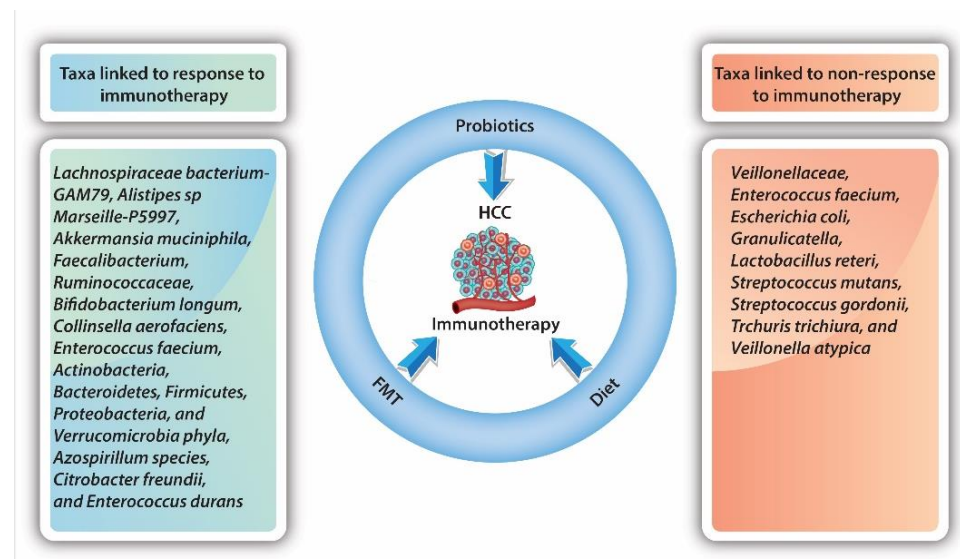 Taxa linked to response to
immunotherapy
Lachnospiraceae bacterium-
GAM79, Alistipes sp
Marseille-P5997,
Akkermansia muciniphila,
Faecalibacterium,
Ruminococcaceae,
Bifidobacterium longum,
Collinsella aerofaciens,
Enterococcus faecium,
Actinobacteria,
Bacteroidetes, Firmicutes,
Proteobacteria, and
Verrucomicrobia phyla,
Azospirillum species,
Citrobacter freundii,
and Enterococcus durans
Probiotics
HCC
Immunotherapy
FMT
Diet
Taxa linked to non-response
to immunotherapy
Veillonellaceae,
Enterococcus faecium,
Escherichia coli,
Granulicatella,
Lactobacillus reteri,
Streptococcus mutans,
Streptococcus gordonii,
Trchuris trichiura, and
Veillonella atypica